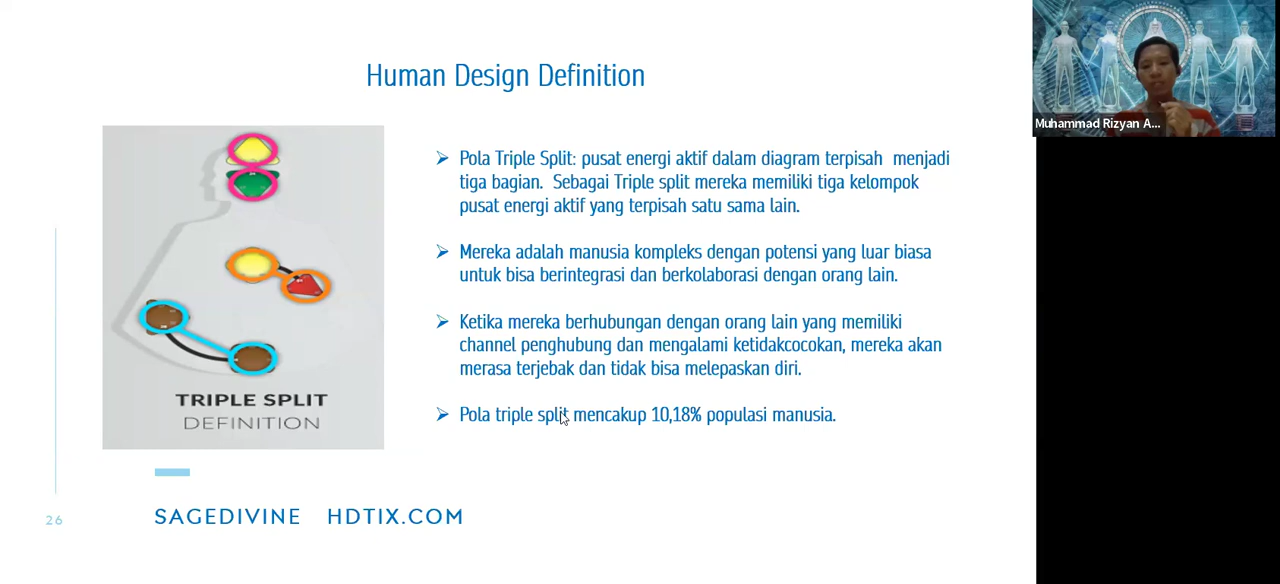 Human Design Definition
Muhammad Rizyan A...
➢ Pola Triple Split: pusat energi aktif dalam diagram terpisah menjadi
tiga bagian. Sebagai Triple split mereka memiliki tiga kelompok
pusat energi aktif yang terpisah satu sama lain.
➢ Mereka adalah manusia kompleks dengan potensi yang luar biasa
untuk bisa berintegrasi dan berkolaborasi dengan orang lain.
➢ Ketika mereka berhubungan dengan orang lain yang memiliki
channel penghubung dan mengalami ketidakcocokan, mereka akan
merasa terjebak dan tidak bisa melepaskan diri.
➢ Pola triple split mencakup 10,18% populasi manusia.
TRIPLE SPLIT
DEFINITION
26
SAGEDIVINE HDTIX.COM